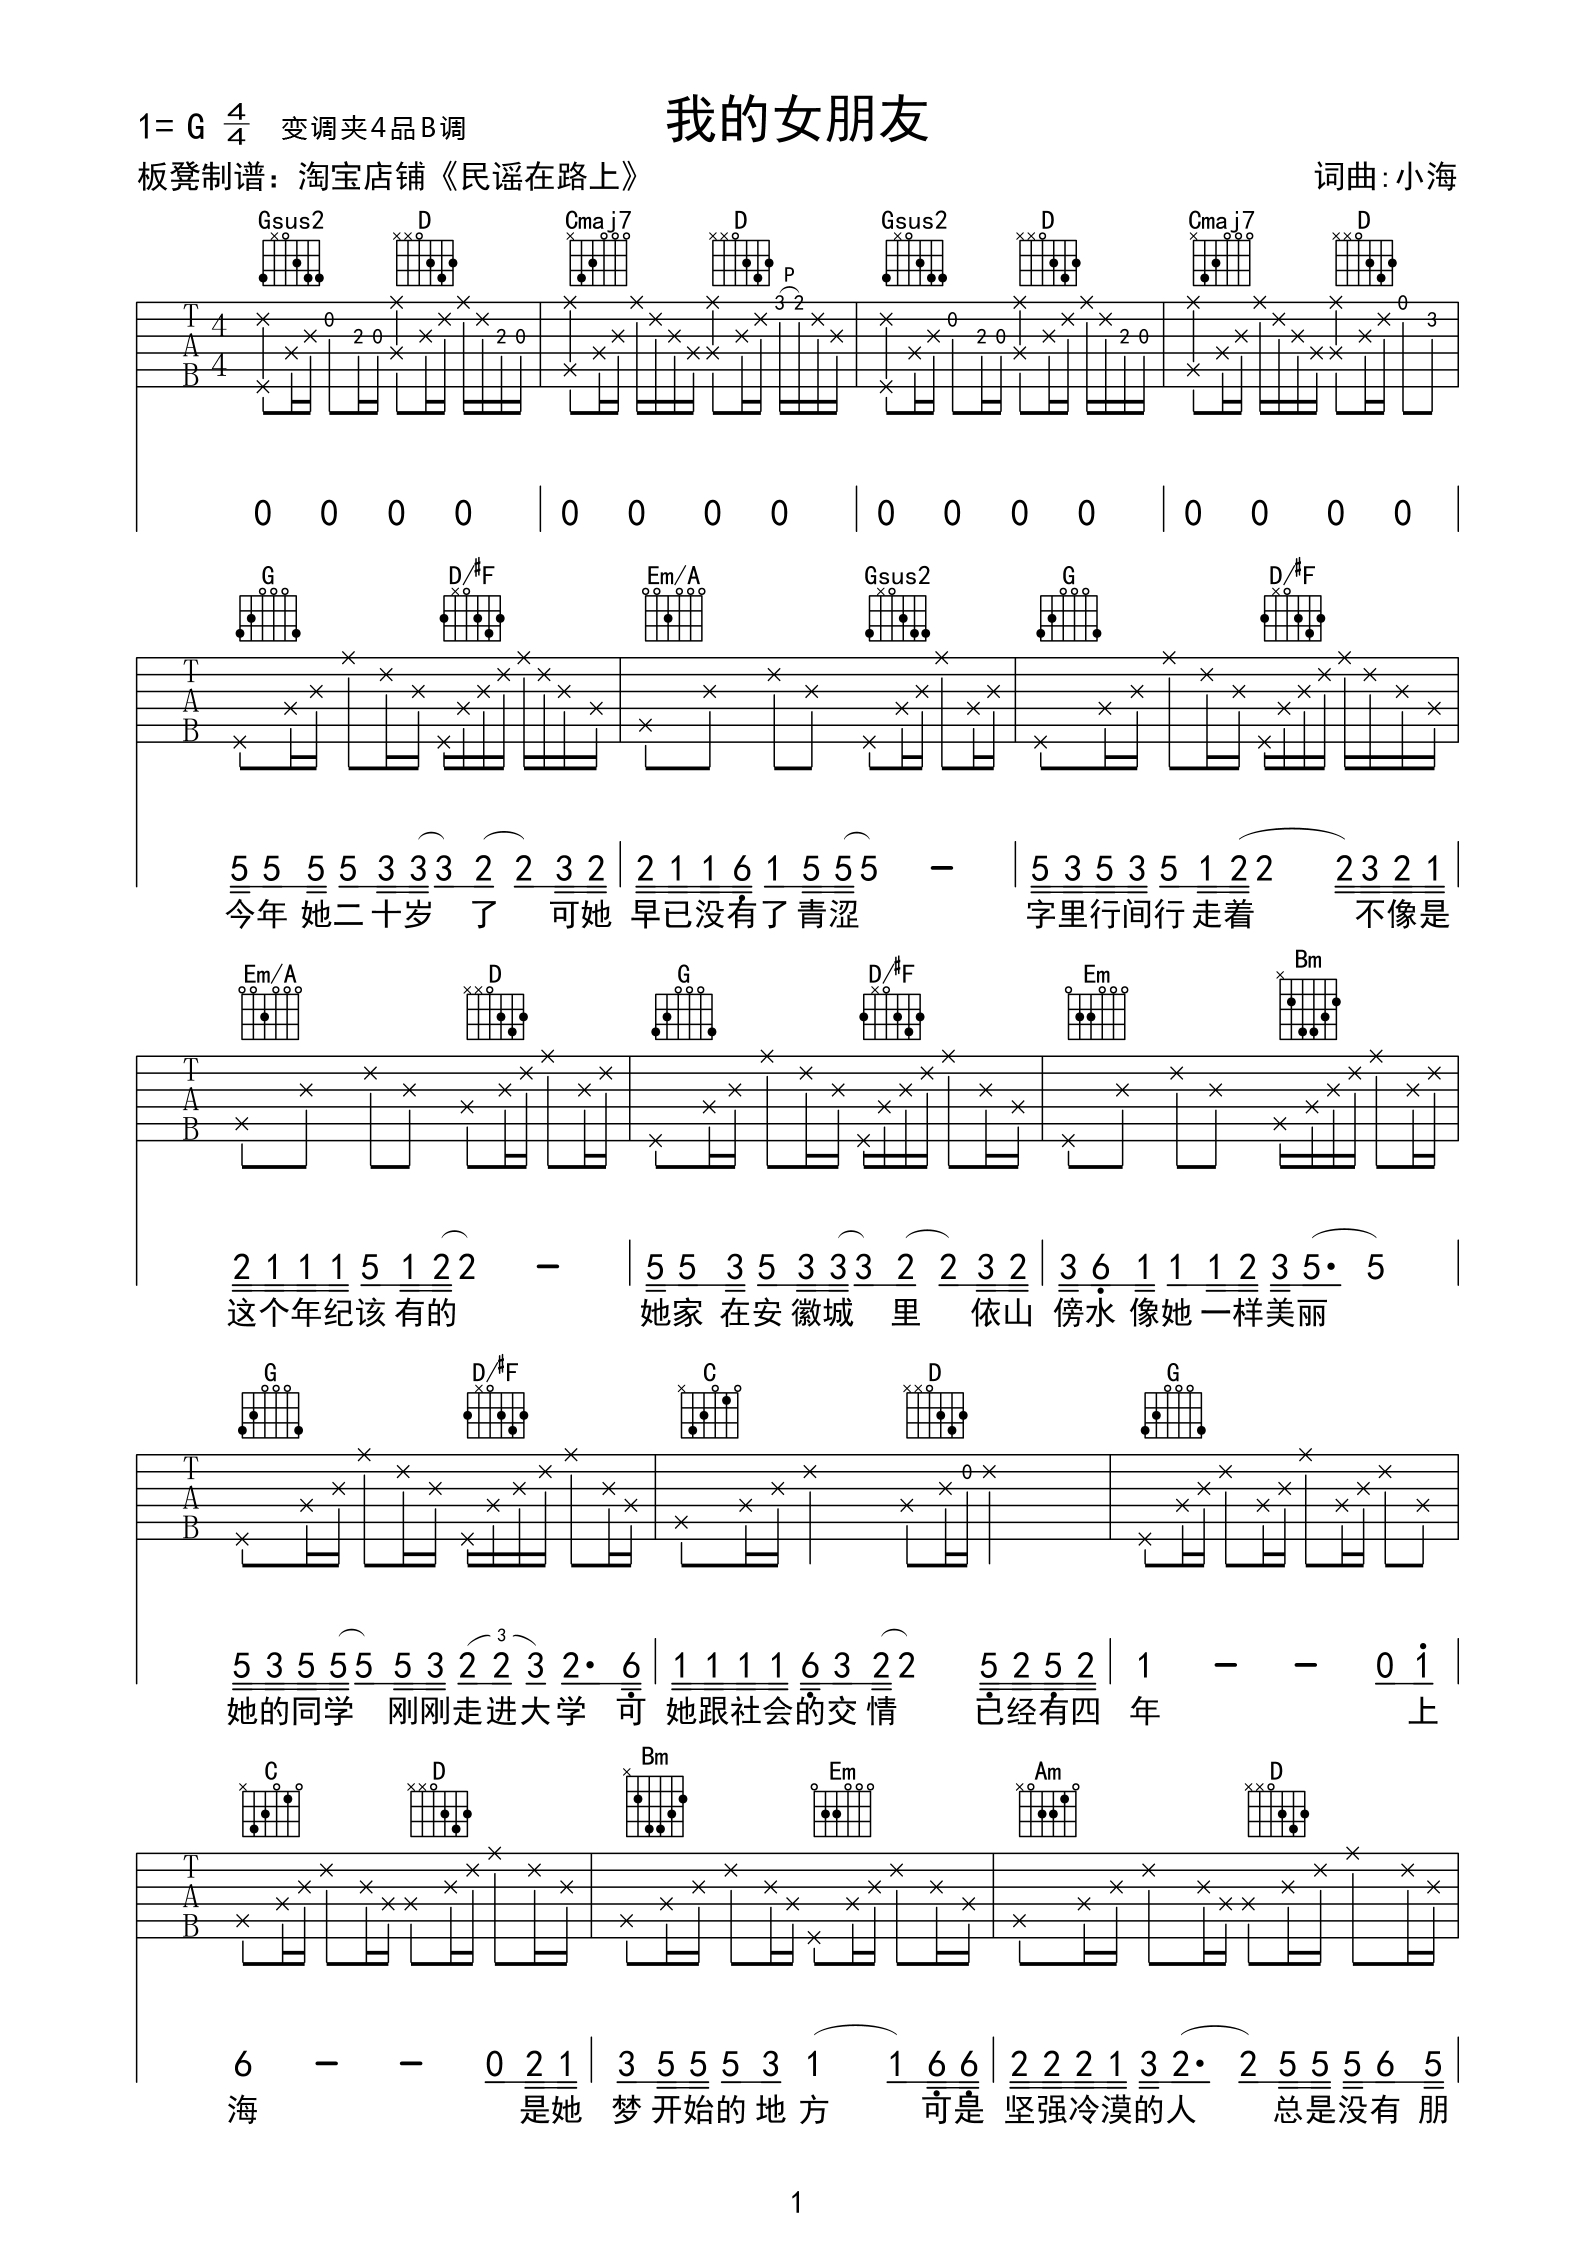 我的女朋友
1= G 4/4 变调夹4品B调
板凳制谱：淘宝店铺《民谣在路上》 词曲:小海
Gsus2 D Cmaj7 D Gsus2 D Cmaj7 D
P
T A B 4 4 0 2 0 2 0 3 2 0 2 0 2 0 0 3
0 0 0 0 0 0 0 0 0 0 0 0 0 0 0 0
G D/#F Em/A Gsus2 G D/#F
T A B
5 5 5 5 3 3 3 2 2 3 2 2 1 1 6 1 5 5 5 - 5 3 5 3 5 1 2 2 2 3 2 1
今年 她二十岁 了 可她 早已没有了青涩 字里行间行走着 不像是
Em/A D G D/#F Em Bm
T A B
2 1 1 1 5 1 2 2 - 5 5 3 5 3 3 3 2 2 3 2 3 6 1 1 1 2 3 5· 5
这个年纪该有的 她家 在安徽城 里 依山 傍水 像她 一样美丽
G D/#F C D G
T A B 0
3
5 3 5 5 5 5 3 2 2 3 2· 6 1 1 1 1 6 3 2 2 5 2 5 2 1 - - 0 1
她的同学 刚刚走进大学 可 她跟社会的交情 已经有四 年 上
C D Bm Em Am D
T A B
6 - - 0 2 1 3 5 5 5 3 1 1 6 6 2 2 2 1 3 2· 2 5 5 5 6 5
海 是她 梦开始的地方 可是 坚强冷漠的人 总是没有 朋
1